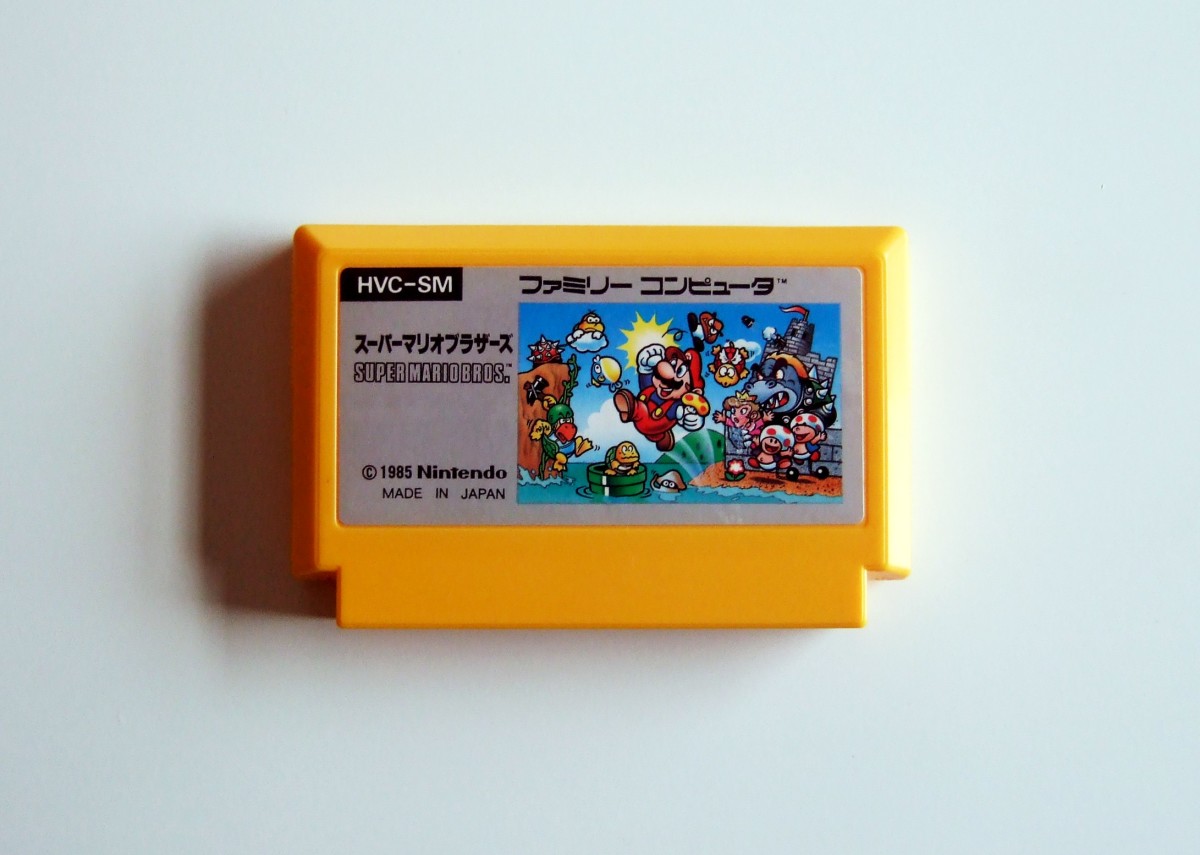 HVC-SM
ファミリー コンピュータ™
スーパーマリオブラザーズ
SUPER MARIO BROS.™
© 1985 Nintendo
MADE IN JAPAN